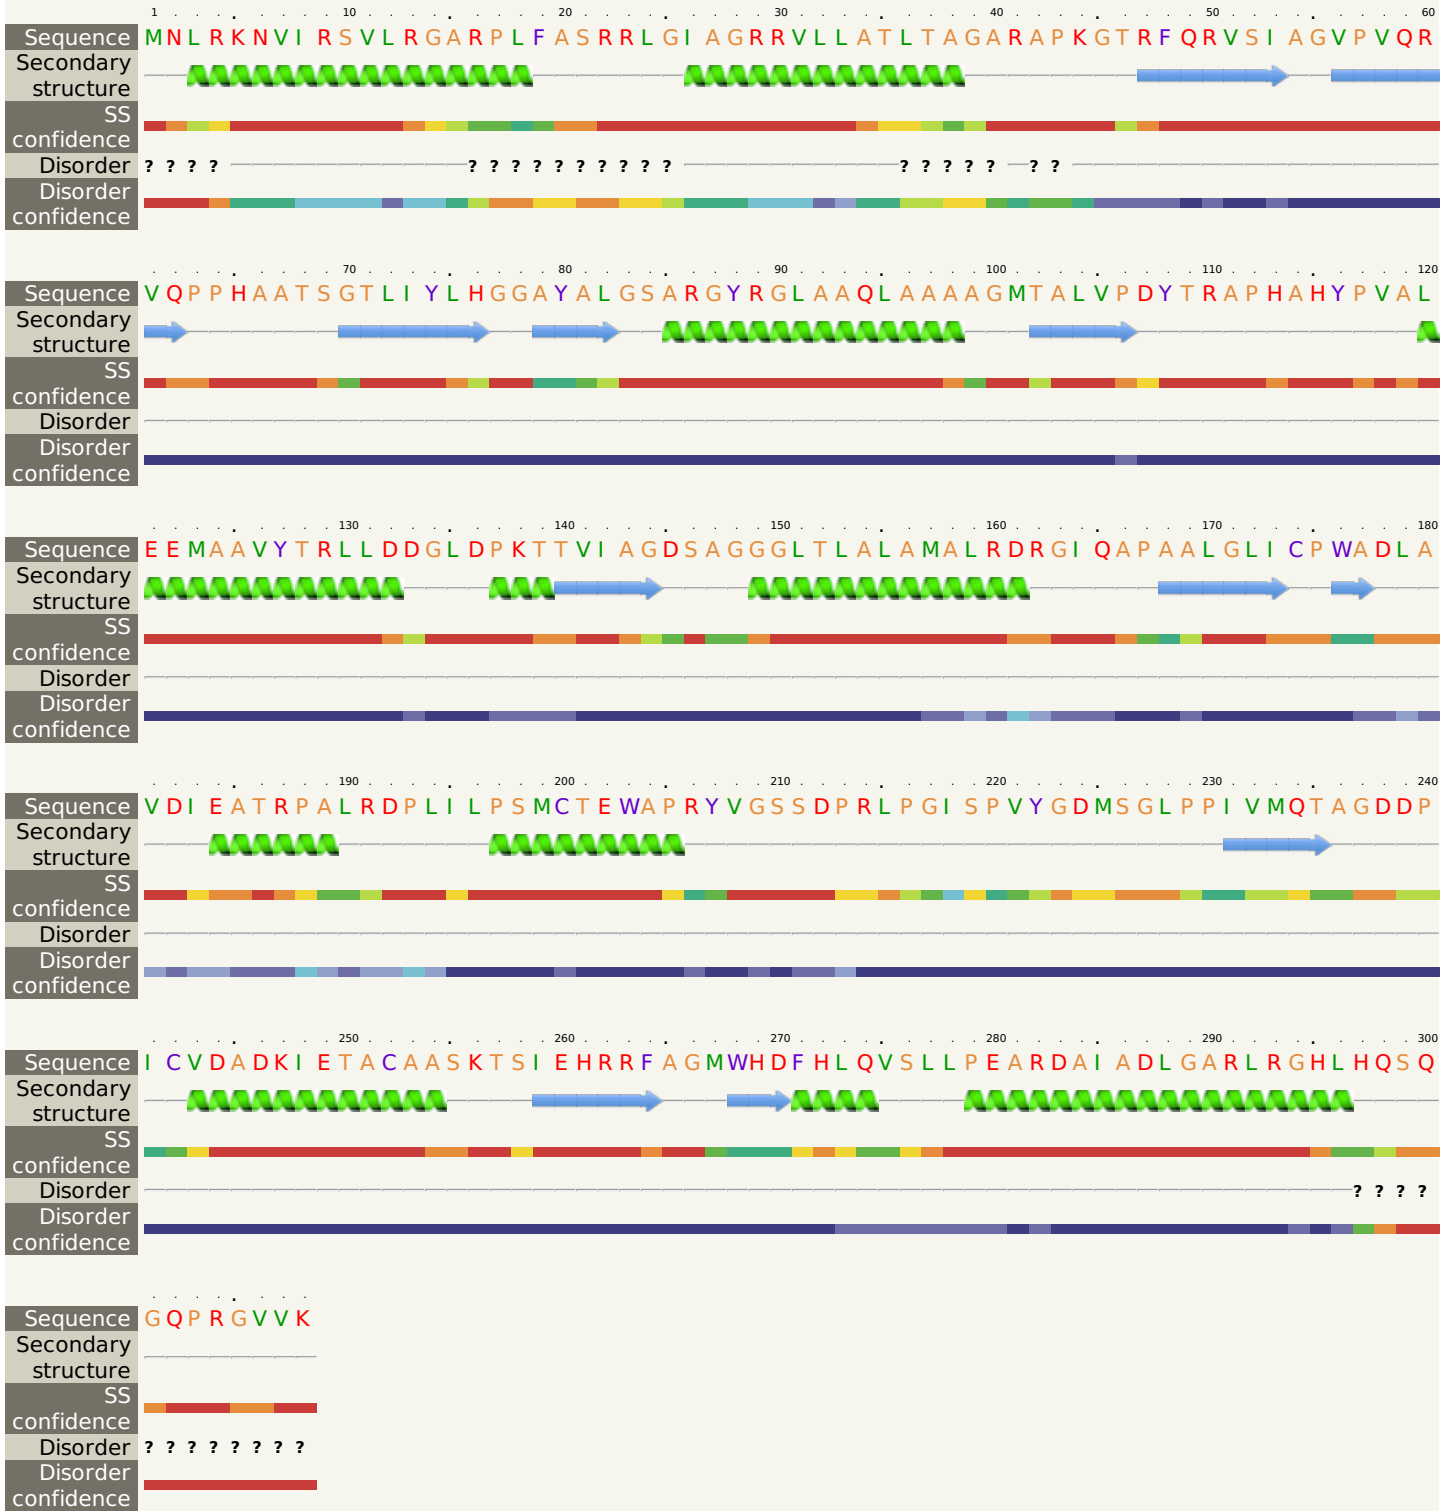 1 10 20 30 40 50 60
Sequence MNLRKNVIRSVLRGARPLFASRRLGIAGRRVLLATLTAGARAPKGTRFQRVSIAGVPVQR
Secondary
structure
SS
confidence
Disorder ? ? ? ? ? ? ? ? ? ? ? ? ? ? ? ? ? ? ? ? ?
Disorder
confidence
70 80 90 100 110 120
Sequence VQPPHAATSGTLIYLHGGAYALGSARGYRGLAAQLAAAAGMTALVPDYTRAPHAHYPVAL
Secondary
structure
SS
confidence
Disorder
Disorder
confidence
130 140 150 160 170 180
Sequence EEMAAVYTRLLDDGLDPKTTVIAGDSAGGGLTLALAMALRDRGIQAPAALGLICPWADLA
Secondary
structure
SS
confidence
Disorder
Disorder
confidence
190 200 210 220 230 240
Sequence VDIEATRPALRDPLILPSMCTEWAPRYVGSSDPRLPGISPVYGDMSGLPPIVMQTAGDDP
Secondary
structure
SS
confidence
Disorder
Disorder
confidence
250 260 270 280 290 300
Sequence ICVDADKIETACAASKTSIEHRRFAGMWHDFHLQVSLLPEARDAIADLGARLRGHLHQSQ
Secondary
structure
SS
confidence
Disorder ? ? ? ?
Disorder
confidence
Sequence GQPRGVVK
Secondary
structure
SS
confidence
Disorder ? ? ? ? ? ? ? ?
Disorder
confidence